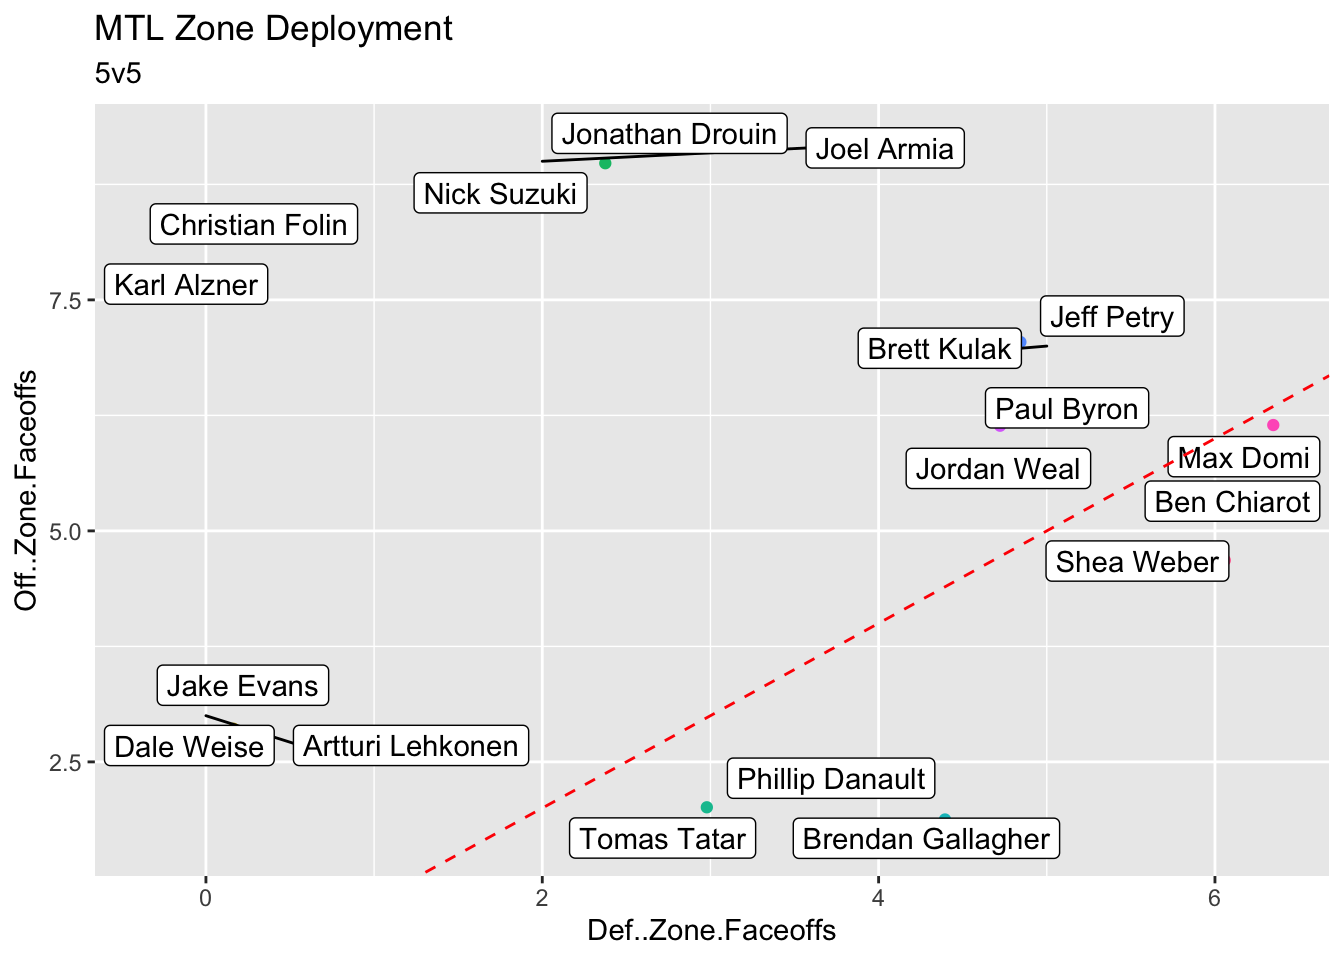 MTL Zone Deployment
5v5
Jonathan Drouin
Joel Armia
Nick Suzuki
Christian Folin
Karl Alzner
7.5
Jeff Petry
Brett Kulak
Paul Byron
Max Domi
Jordan Weal
Ben Chiarot
5.0
Shea Weber
Off..Zone.Faceoffs
Jake Evans
Dale Weise
Artturi Lehkonen
2.5
Phillip Danault
Tomas Tatar
Brendan Gallagher
0
2
4
6
Def..Zone.Faceoffs